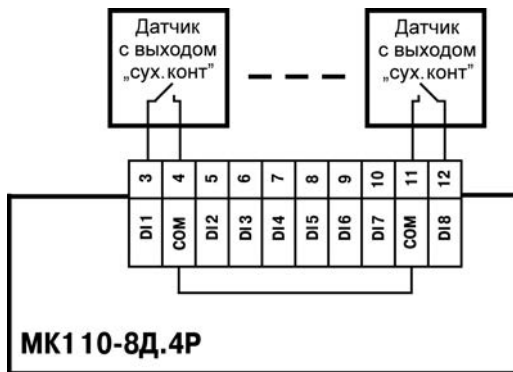 Датчик
с выходом
„сух.конт”
Датчик
с выходом
„сух.конт”
3 4 5 6 7 8 9 10 11 12
DI1 COM DI2 DI3 DI4 DI5 DI6 DI7 COM DI8
МК110-8Д.4Р